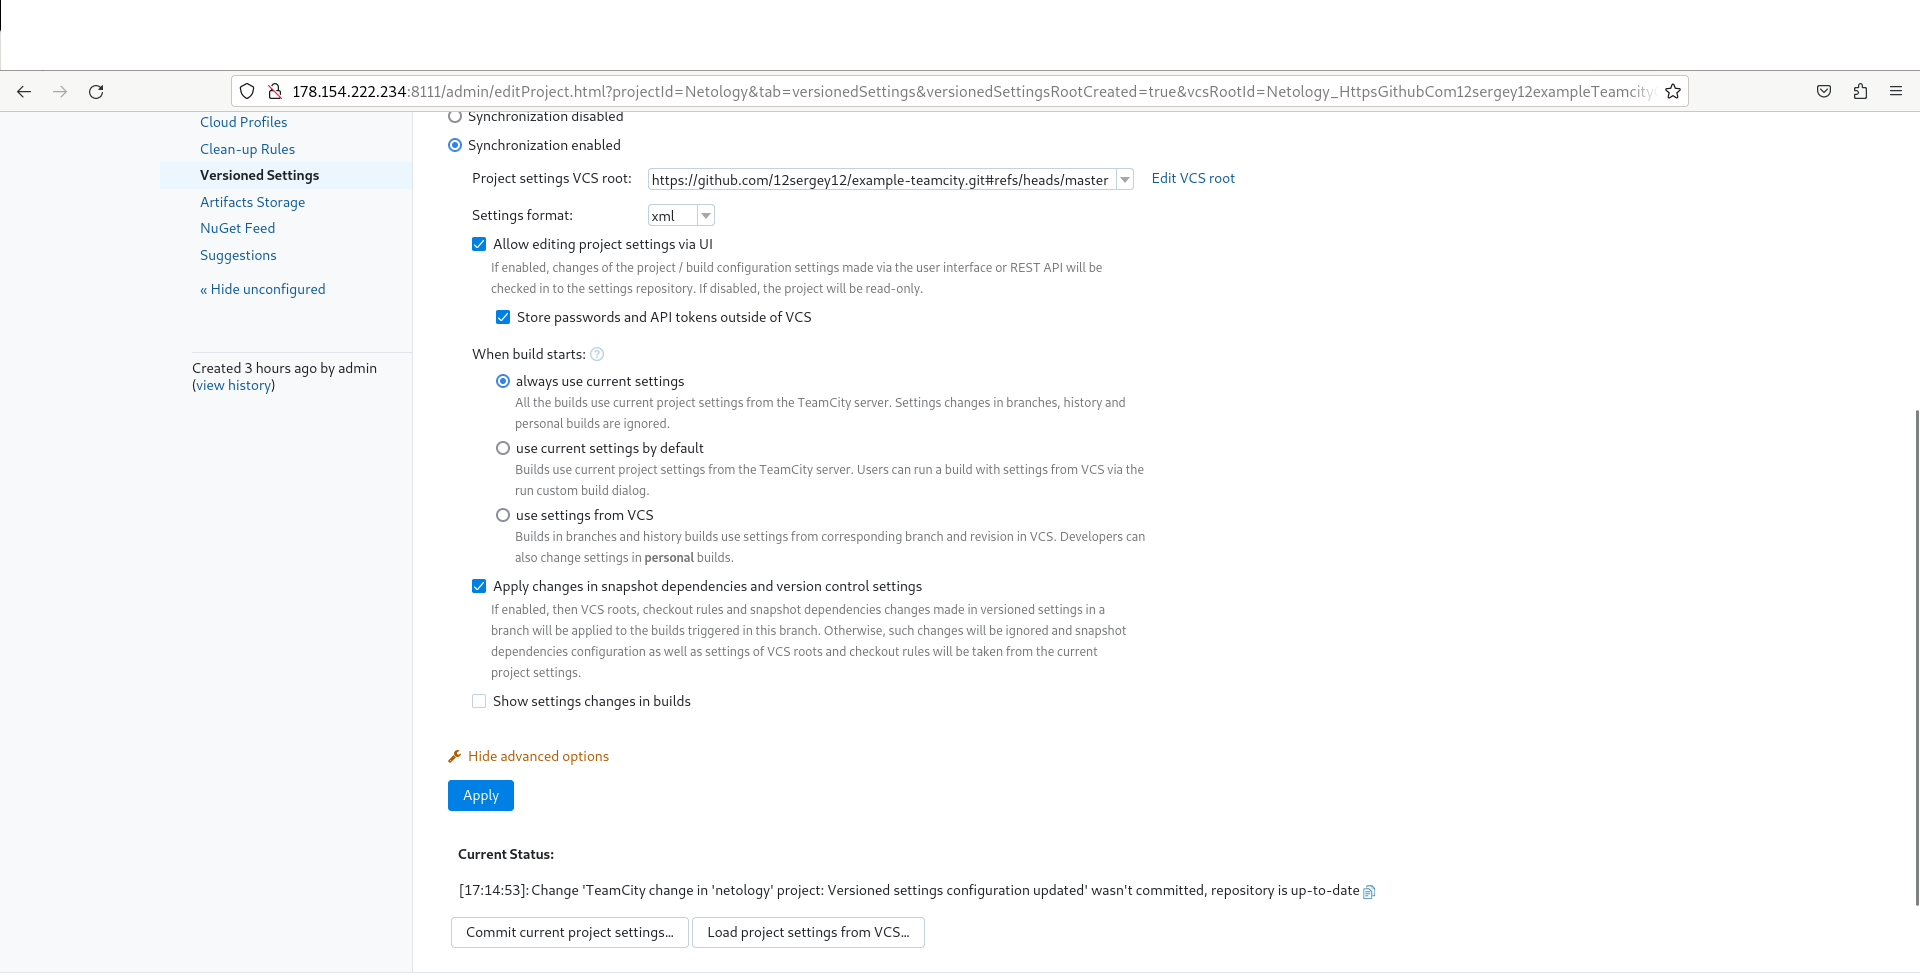 178.154.222.234:8111/admin/editProject.html?projectId=Netology&tab=versionedSettings&versionedSettingsRootCreated=true&vcsRootId=Netology_HttpsGithubCom12sergey12exampleTeamcity
Cloud Profiles
Clean-up Rules
Versioned Settings
Artifacts Storage
NuGet Feed
Suggestions
« Hide unconfigured
Created 3 hours ago by admin
(view history)
Synchronization disabled
Synchronization enabled
Project settings VCS root: https://github.com/12sergey12/example-teamcity.git#refs/heads/master Edit VCS root
Settings format: xml
Allow editing project settings via UI
If enabled, changes of the project / build configuration settings made via the user interface or REST API will be
checked in to the settings repository. If disabled, the project will be read-only.
Store passwords and API tokens outside of VCS
When build starts: ?
always use current settings
All the builds use current project settings from the TeamCity server. Settings changes in branches, history and
personal builds are ignored.
use current settings by default
Builds use current project settings from the TeamCity server. Users can run a build with settings from VCS via the
run custom build dialog.
use settings from VCS
Builds in branches and history builds use settings from corresponding branch and revision in VCS. Developers can
also change settings in personal builds.
Apply changes in snapshot dependencies and version control settings
If enabled, then VCS roots, checkout rules and snapshot dependencies changes made in versioned settings in a
branch will be applied to the builds triggered in this branch. Otherwise, such changes will be ignored and snapshot
dependencies configuration as well as settings of VCS roots and checkout rules will be taken from the current
project settings.
Show settings changes in builds
Hide advanced options
Apply
Current Status:
[17:14:53]: Change 'TeamCity change in 'netology' project: Versioned settings configuration updated' wasn't committed, repository is up-to-date
Commit current project settings... Load project settings from VCS...